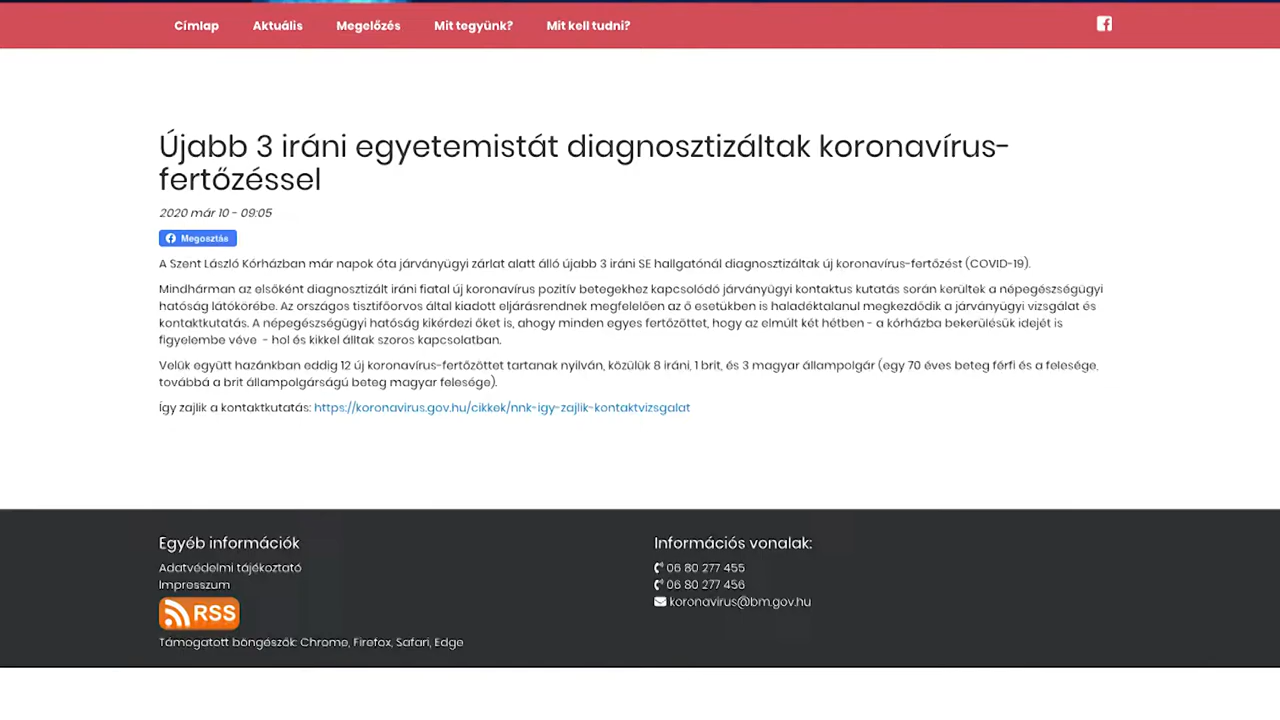 Címlap Aktuális Megelőzés Mit tegyünk? Mit kell tudni?
Újabb 3 iráni egyetemistát diagnosztizáltak koronavírus-
fertőzéssel
2020 már 10 - 09:05
Megosztás
A Szent László Kórházban már napok óta járványügyi zárlat alatt álló újabb 3 iráni SE hallgatónál diagnosztizáltak új koronavírus-fertőzést (COVID-19).
Mindhárman az elsőként diagnosztizált iráni fiatal új koronavírus pozitív betegekhez kapcsolódó járványügyi kontaktus kutatás során kerültek a népegészségügyi
hatóság látókörébe. Az országos tisztifőorvos által kiadott eljárásrendnek megfelelően az ő esetükben is haladéktalanul megkezdődik a járványügyi vizsgálat és
kontaktkutatás. A népegészségügyi hatóság kikérdezi őket is, ahogy minden egyes fertőzöttet, hogy az elmúlt két hétben - a kórházba bekerülésük idejét is
figyelembe véve - hol és kikkel álltak szoros kapcsolatban.
Velük együtt hazánkban eddig 12 új koronavírus-fertőzöttet tartanak nyilván, közülük 8 iráni, 1 brit, és 3 magyar állampolgár (egy 70 éves beteg férfi és a felesége,
továbbá a brit állampolgárságú beteg magyar felesége).
Így zajlik a kontaktkutatás: https://koronavirus.gov.hu/cikkek/nnk-igy-zajlik-kontaktvizsgalat
Egyéb információk
Adatvédelmi tájékoztató
Impresszum
RSS
Támogatott böngészők: Chrome, Firefox, Safari, Edge
Információs vonalak:
06 80 277 455
06 80 277 456
koronavirus@bm.gov.hu